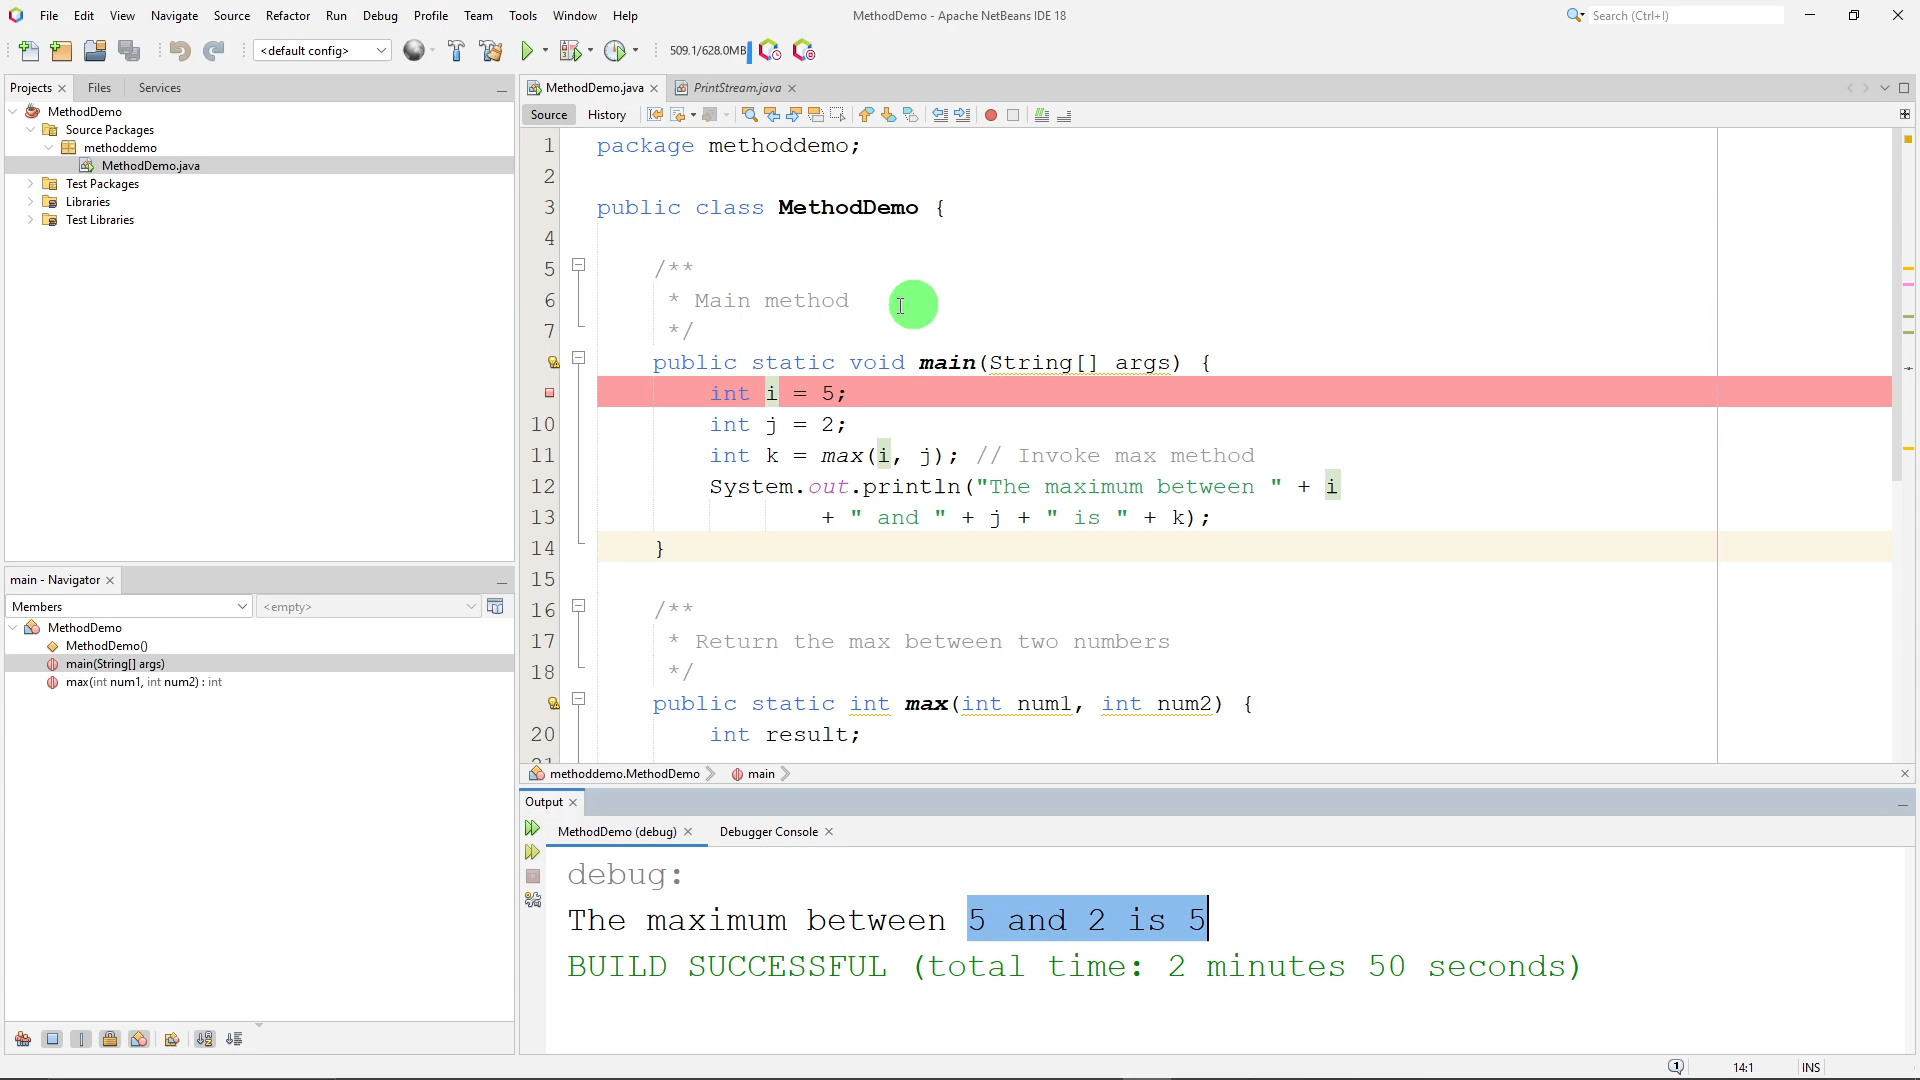 File Edit View Navigate Source Refactor Run Debug Profile Team Tools Window Help
MethodDemo - Apache NetBeans IDE 18
Search (Ctrl+I)
<default config>
509.1/628.0MB
Projects
Files
Services
MethodDemo
Source Packages
methoddemo
MethodDemo.java
Test Packages
Libraries
Test Libraries
main - Navigator
Members
<empty>
MethodDemo
MethodDemo()
main(String[] args)
max(int num1, int num2) : int
MethodDemo.java
PrintStream.java
Source
History
1 package methoddemo;
2
3 public class MethodDemo {
4
5 /**
6 * Main method
7 */
public static void main(String[] args) {
int i = 5;
10 int j = 2;
11 int k = max(i, j); // Invoke max method
12 System.out.println("The maximum between " + i
13 + " and " + j + " is " + k);
14 }
15
16 /**
17 * Return the max between two numbers
18 */
public static int max(int num1, int num2) {
20 int result;
21
methoddemo.MethodDemo
main
Output
MethodDemo (debug)
Debugger Console
debug:
The maximum between 5 and 2 is 5
BUILD SUCCESSFUL (total time: 2 minutes 50 seconds)
1
14:1
INS